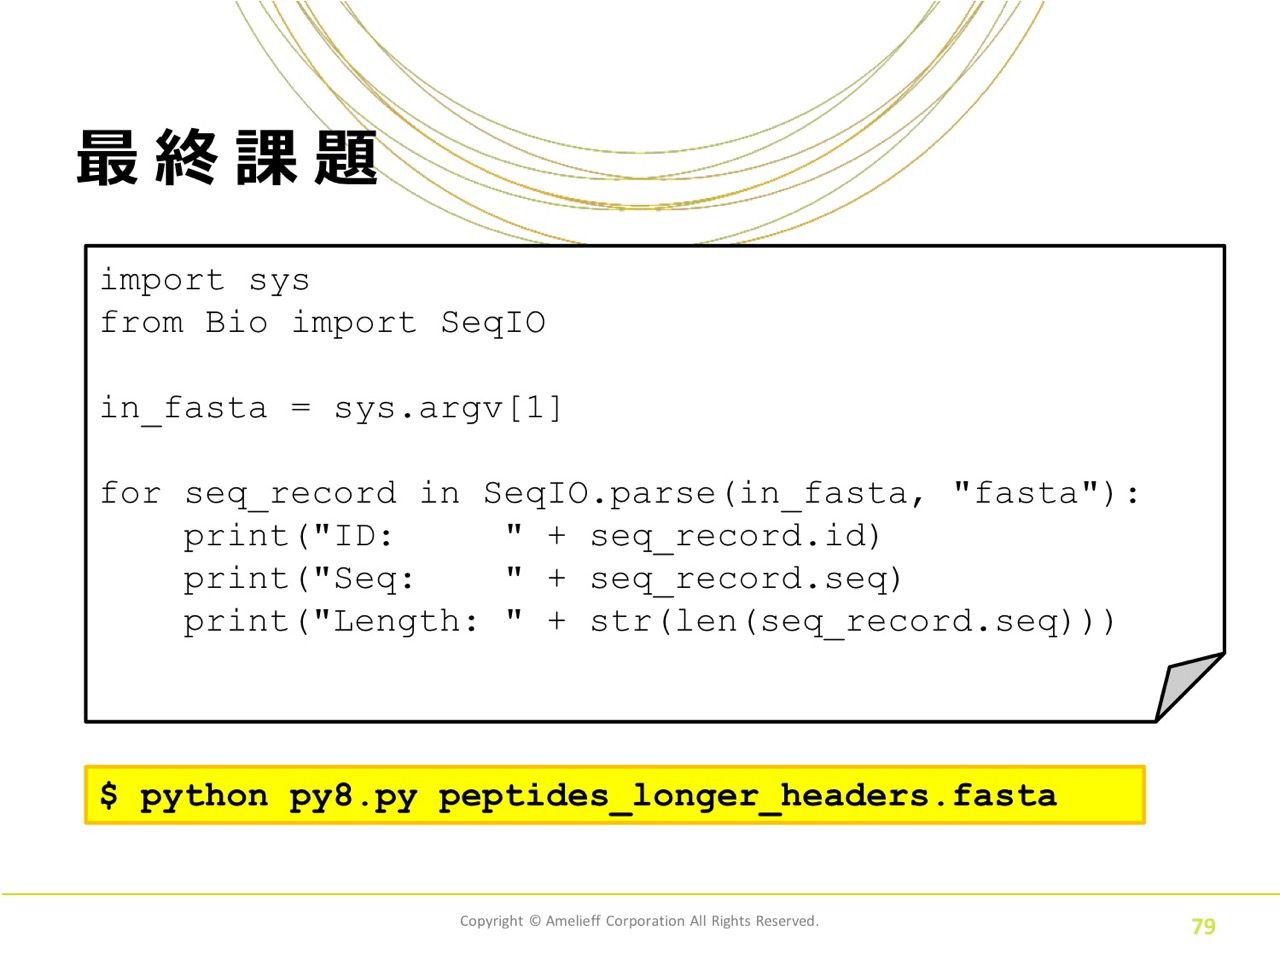 最終課題
import sys
from Bio import SeqIO
in_fasta = sys.argv[1]
for seq_record in SeqIO.parse(in_fasta, "fasta"):
    print("ID:     " + seq_record.id)
    print("Seq:    " + seq_record.seq)
    print("Length: " + str(len(seq_record.seq)))
$ python py8.py peptides_longer_headers.fasta
Copyright © Amelieff Corporation All Rights Reserved.
79